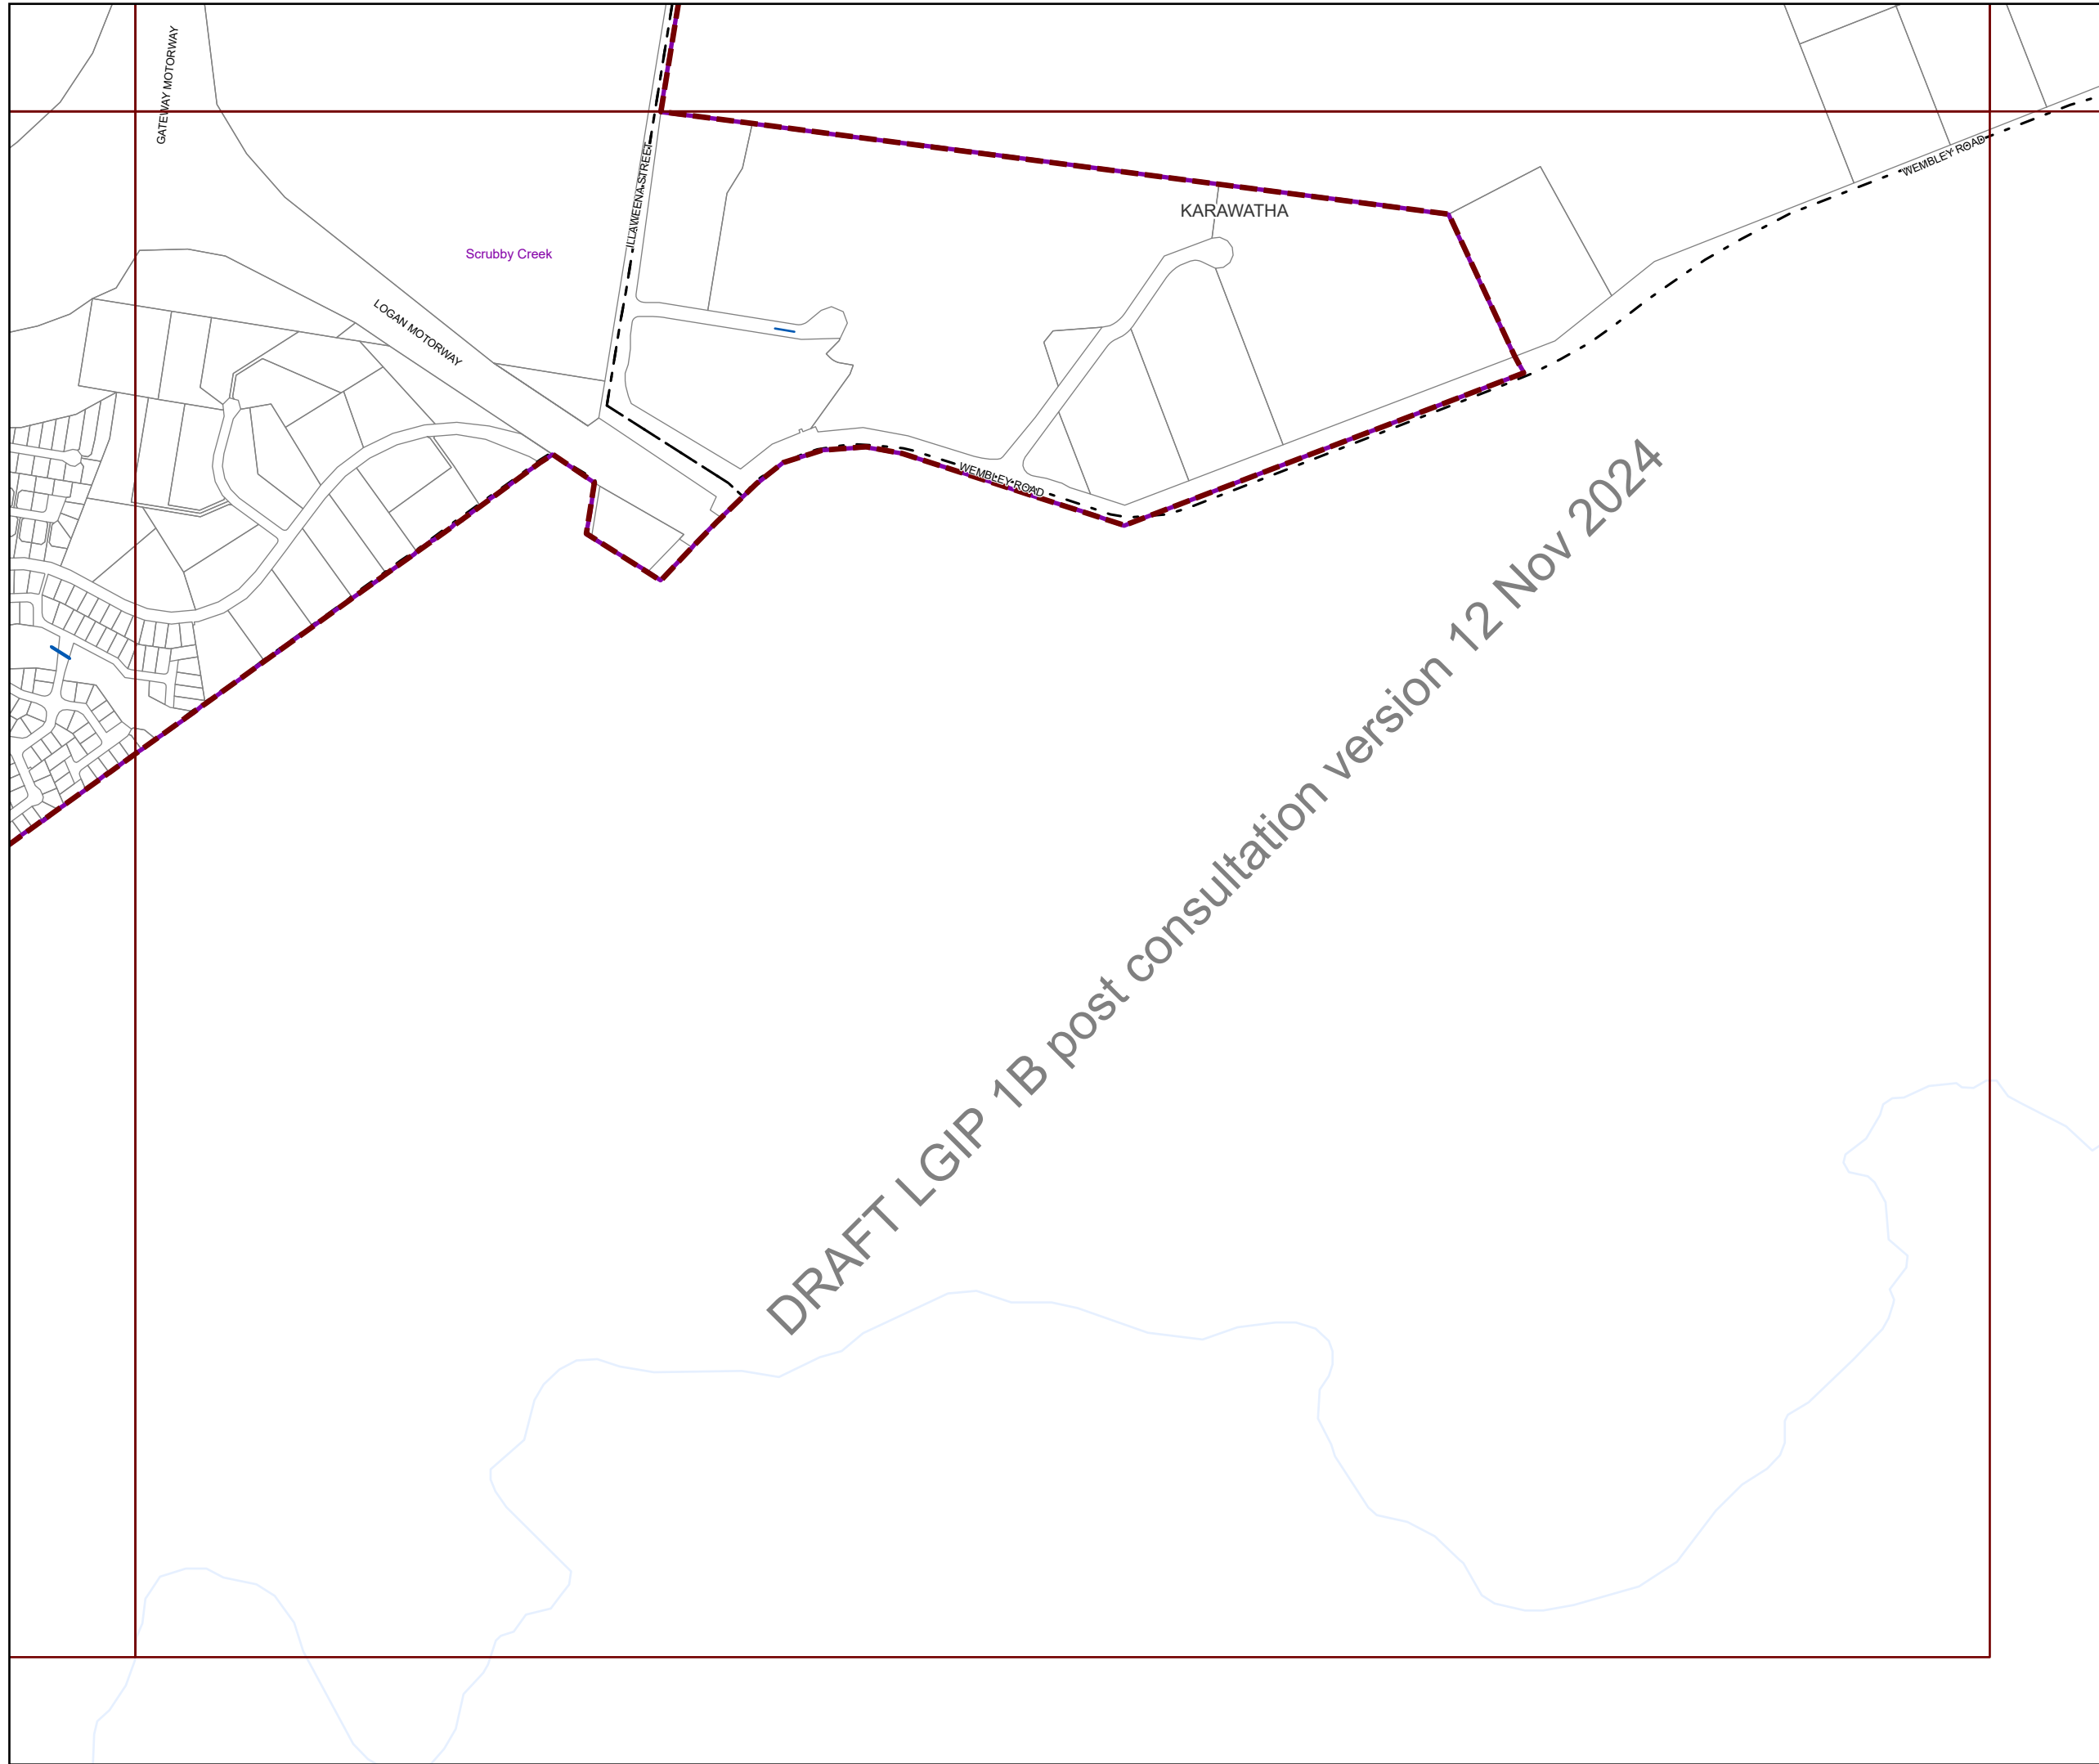 GATEWAY MOTORWAY
ILLAWEENA STREET
WEMBLEY ROAD
KARAWATHA
Scrubby Creek
LOGAN MOTORWAY
WEMBLEY ROAD
DRAFT LGIP 1B post consultation version 12 Nov 2024